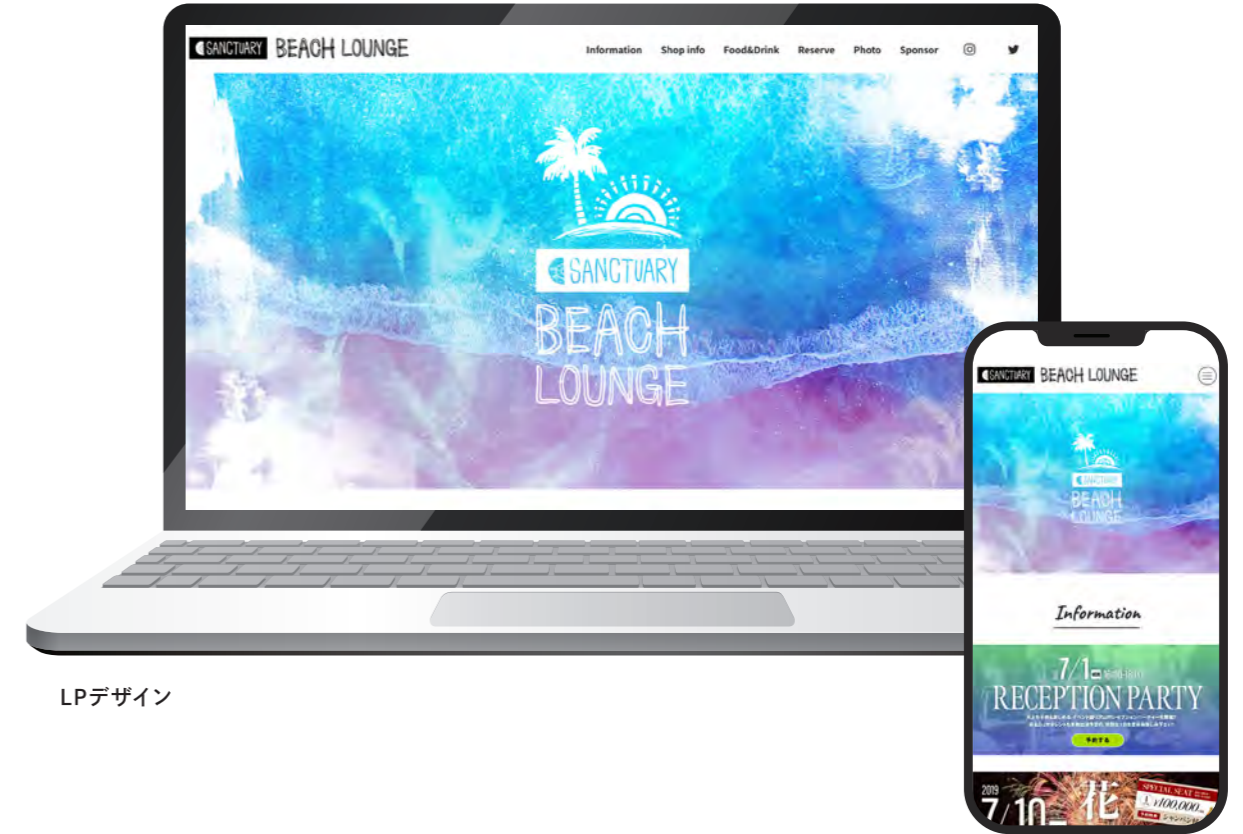 SANCTUARY BEACH LOUNGE
Information Shop info Food&Drink Reserve Photo Sponsor
SANCTUARY
BEACH
LOUNGE
SANCTUARY BEACH LOUNGE
SANCTUARY
BEACH
LOUNGE
Information
7/1
RECEPTION PARTY
予約する
2019
7/10
花
SPECIAL SEAT
¥100,000
LPデザイン